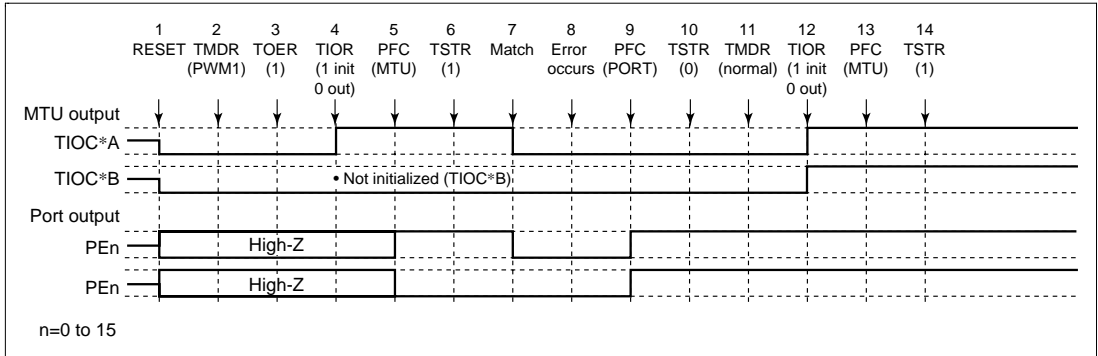 1 2 3 4 5 6 7 8 9 10 11 12 13 14
RESET TMDR TOER TIOR PFC TSTR Match Error PFC TSTR TMDR TIOR PFC TSTR
(PWM1) (1) (1 init (MTU) (1) occurs (PORT) (0) (normal) (1 init (MTU) (1)
0 out) 0 out)
MTU output
TIOC*A
TIOC*B • Not initialized (TIOC*B)
Port output
PEn High-Z
PEn High-Z
n=0 to 15